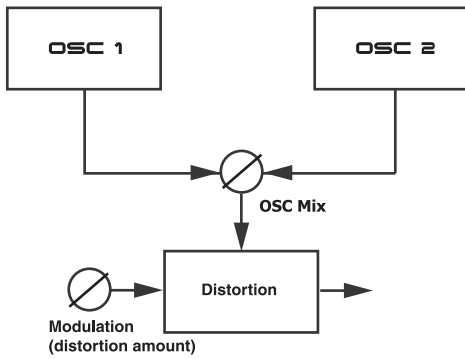 OSC 1
OSC 2
OSC Mix
Distortion
Modulation
(distortion amount)